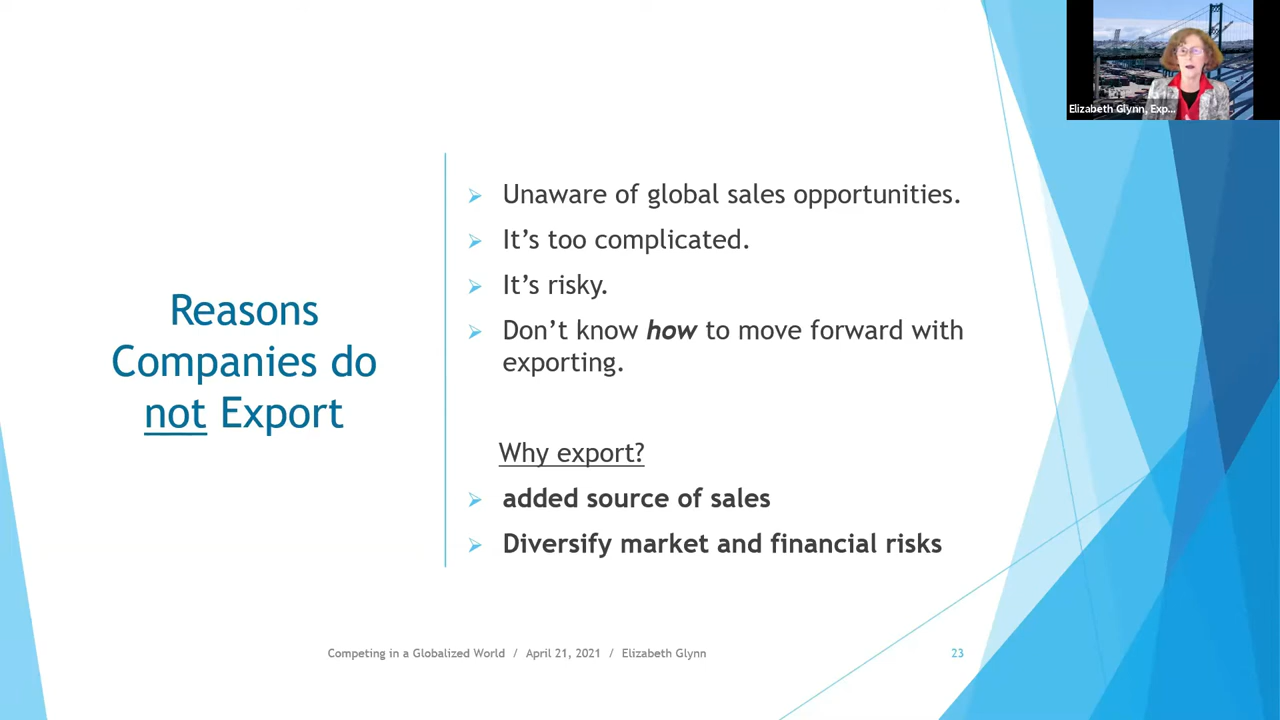 Elizabeth Glynn, Exp...
Reasons
Companies do
not Export
Unaware of global sales opportunities.
It's too complicated.
It's risky.
Don't know how to move forward with
exporting.
Why export?
added source of sales
Diversify market and financial risks
Competing in a Globalized World / April 21, 2021 / Elizabeth Glynn
23